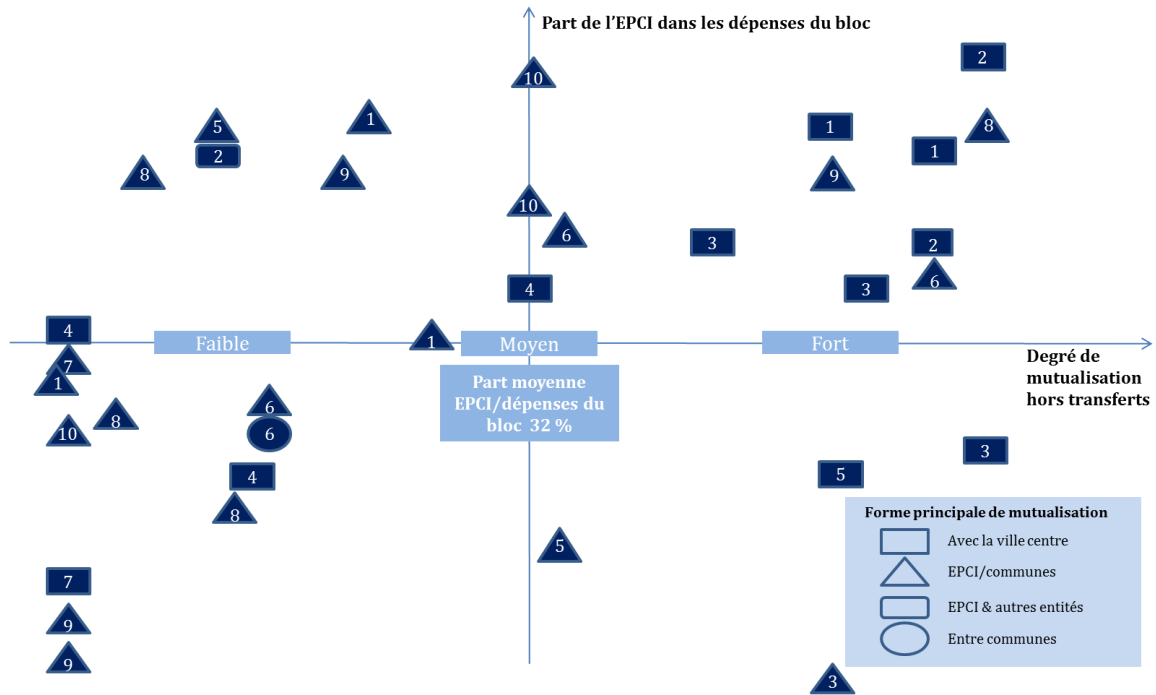 Part de l'EPCI dans les dépenses du bloc
2
10
1
5
1
8
1
2
8
9
9
10
6
3
2
6
4
3
4
1
Faible
Moyen
Fort
7
1
Degré de
mutualisation
hors transferts
Part moyenne
EPCI/dépenses du
bloc 32 %
6
8
10
6
3
4
5
8
5
7
9
9
3
Forme principale de mutualisation
Avec la ville centre
EPCI/communes
EPCI & autres entités
Entre communes